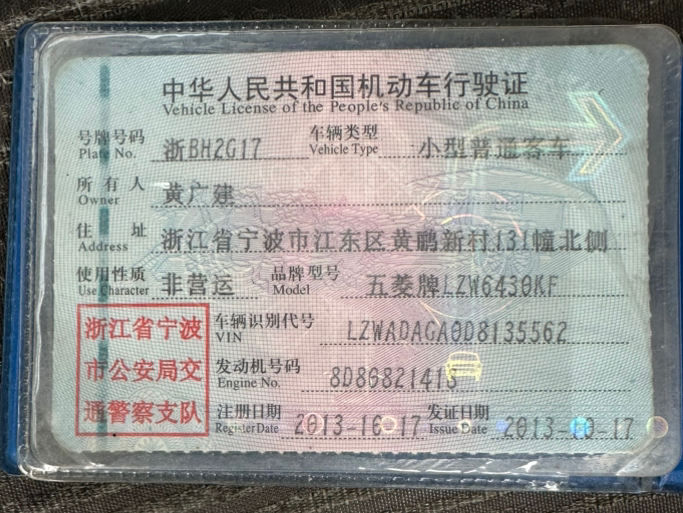 中华人民共和国机动车行驶证
Vehicle License of the People's Republic of China
号牌号码 浙BH2G17 车辆类型 小型普通客车
Plate No. Vehicle Type
所有人 黄广建
Owner
住址 浙江省宁波市江东区黄鹂新村131幢北侧
Address
使用性质 非营运 品牌型号 五菱牌LZW6430KF
Use Character Model
浙江省宁波 车辆识别代号 LZWADAGA0D8135562
VIN
市公安局交 发动机号码 8D86821413
Engine No.
通警察支队 注册日期 2013-10-17 发证日期 2013-10-17
Register Date Issue Date